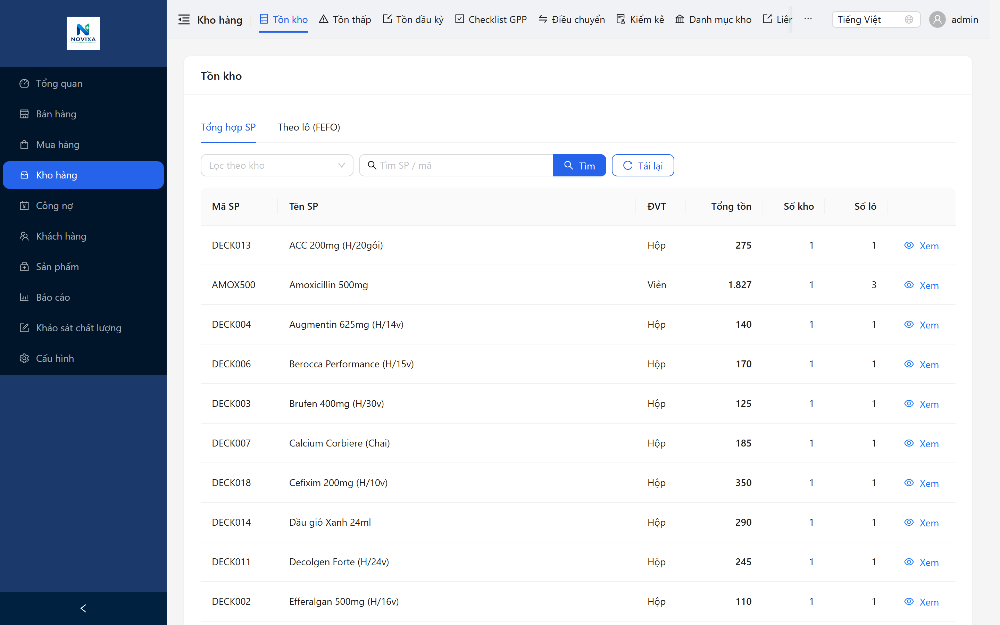 NOVIXA
Tổng quan
Bán hàng
Mua hàng
Kho hàng
Công nợ
Khách hàng
Sản phẩm
Báo cáo
Khảo sát chất lượng
Cấu hình
Kho hàng
Tồn kho
Tồn thấp
Tồn đầu kỳ
Checklist GPP
Điều chuyển
Kiểm kê
Danh mục kho
Tiếng Việt
admin
Tồn kho
Tổng hợp SP
Theo lô (FEFO)
Lọc theo kho
Tìm SP / mã
Tìm
Tải lại
Mã SP Tên SP ĐVT Tổng tồn Số kho Số lô
DECK013 ACC 200mg (H/20gói) Hộp 275 1 1 Xem
AMOX500 Amoxicillin 500mg Viên 1.827 1 3 Xem
DECK004 Augmentin 625mg (H/14v) Hộp 140 1 1 Xem
DECK006 Berocca Performance (H/15v) Hộp 170 1 1 Xem
DECK003 Brufen 400mg (H/30v) Hộp 125 1 1 Xem
DECK007 Calcium Corbiere (Chai) Hộp 185 1 1 Xem
DECK018 Cefixim 200mg (H/10v) Hộp 350 1 1 Xem
DECK014 Dầu gió Xanh 24ml Hộp 290 1 1 Xem
DECK011 Decolgen Forte (H/24v) Hộp 245 1 1 Xem
DECK002 Efferalgan 500mg (H/16v) Hộp 110 1 1 Xem